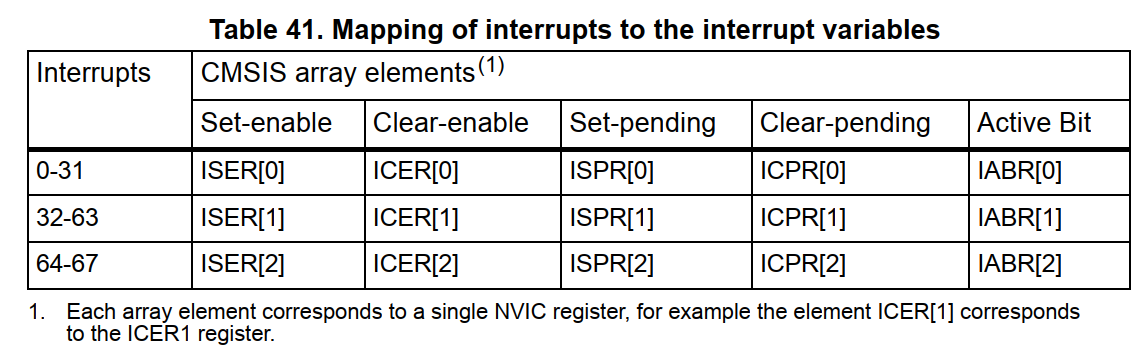 Table 41. Mapping of interrupts to the interrupt variables
Interrupts CMSIS array elements(1)
Set-enable Clear-enable Set-pending Clear-pending Active Bit
0-31 ISER[0] ICER[0] ISPR[0] ICPR[0] IABR[0]
32-63 ISER[1] ICER[1] ISPR[1] ICPR[1] IABR[1]
64-67 ISER[2] ICER[2] ISPR[2] ICPR[2] IABR[2]
1. Each array element corresponds to a single NVIC register, for example the element ICER[1] corresponds
to the ICER1 register.